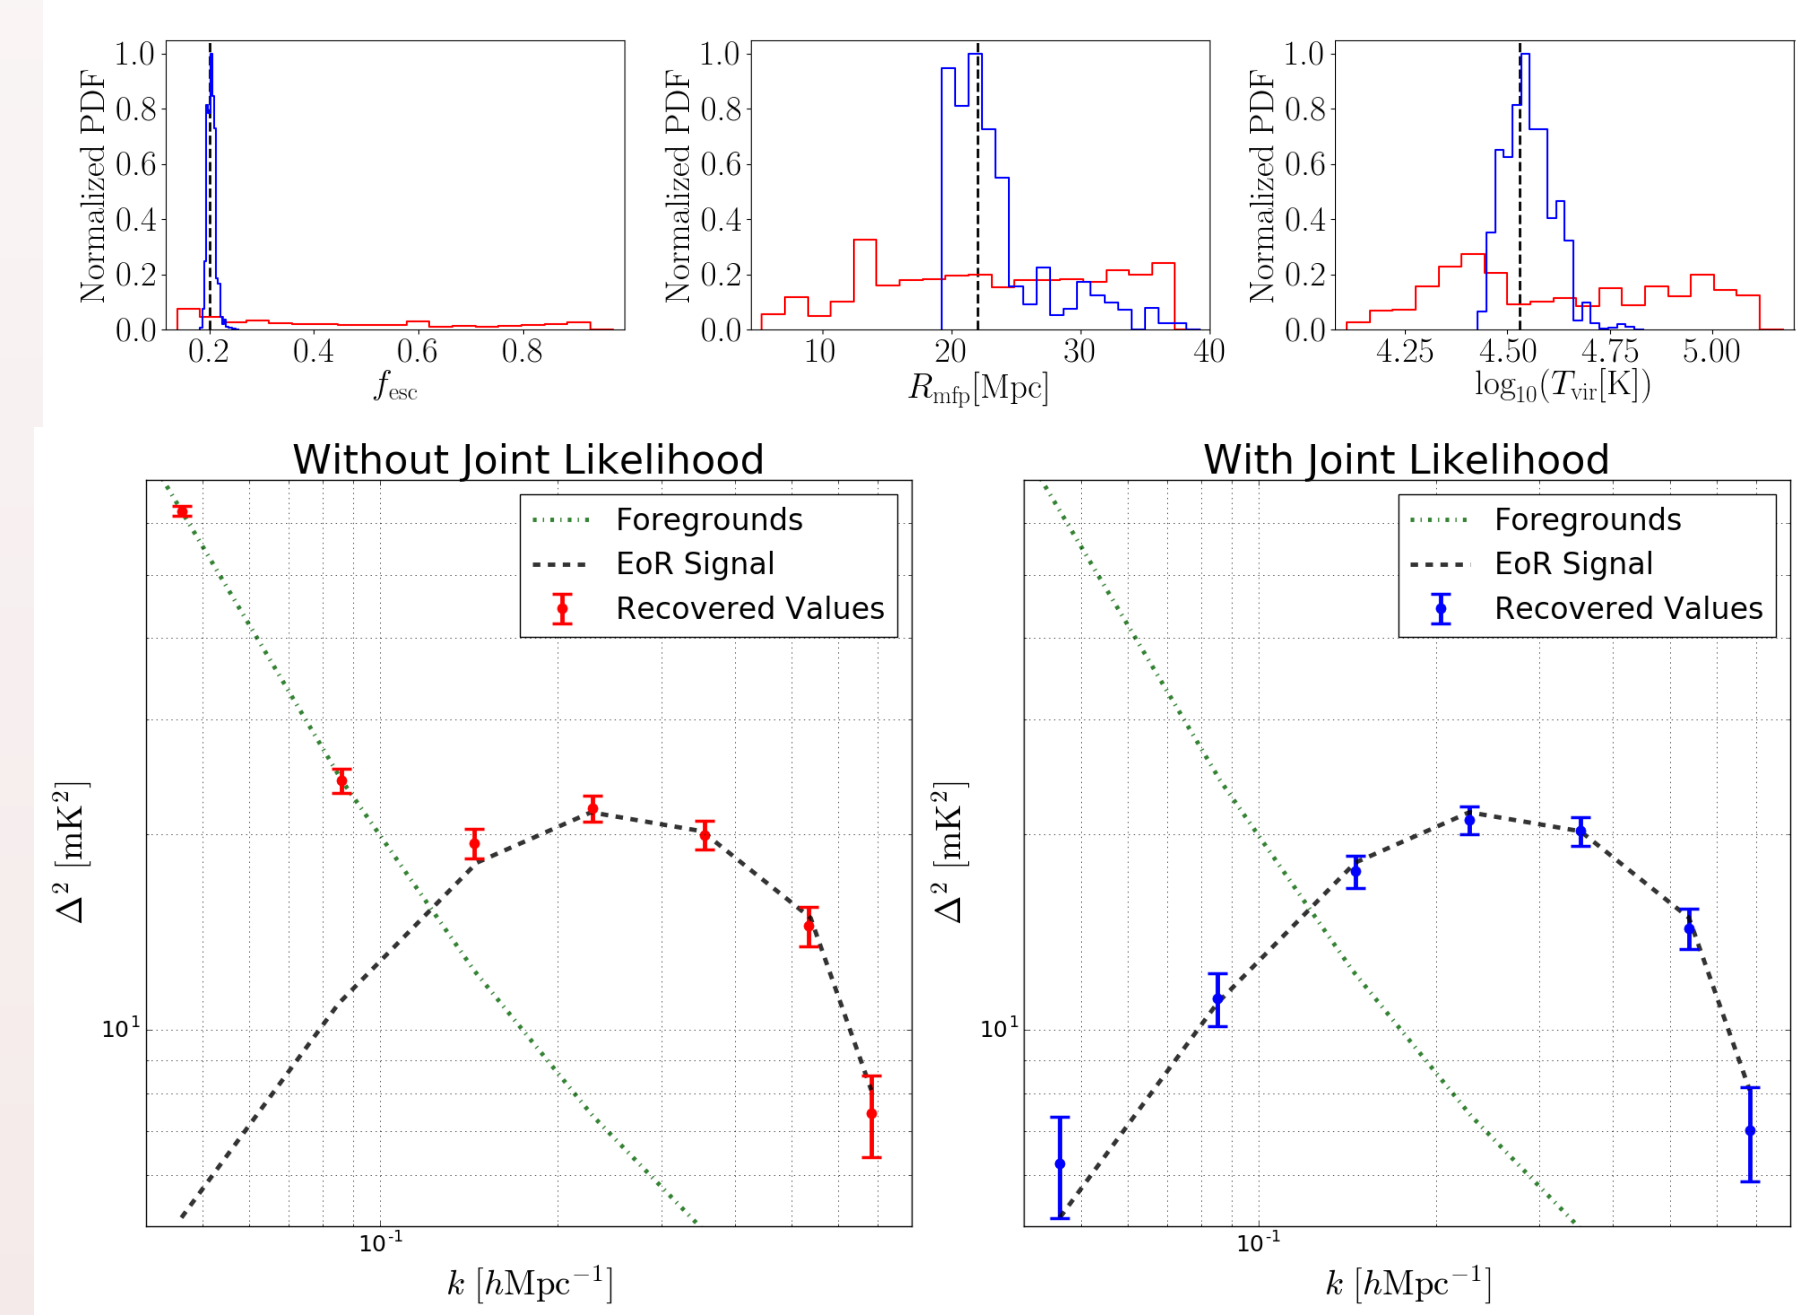 1.0
0.8
0.6
0.4
0.2
0.0
Normalized PDF
0.2 0.4 0.6 0.8
f_esc
1.0
0.8
0.6
0.4
0.2
0.0
Normalized PDF
10 20 30 40
R_mfp[Mpc]
1.0
0.8
0.6
0.4
0.2
0.0
Normalized PDF
4.25 4.50 4.75 5.00
log₁₀(T_vir[K])
Without Joint Likelihood
Foregrounds
EoR Signal
Recovered Values
Δ² [mK²]
10¹
10⁻¹
k [hMpc⁻¹]
With Joint Likelihood
Foregrounds
EoR Signal
Recovered Values
Δ² [mK²]
10¹
10⁻¹
k [hMpc⁻¹]